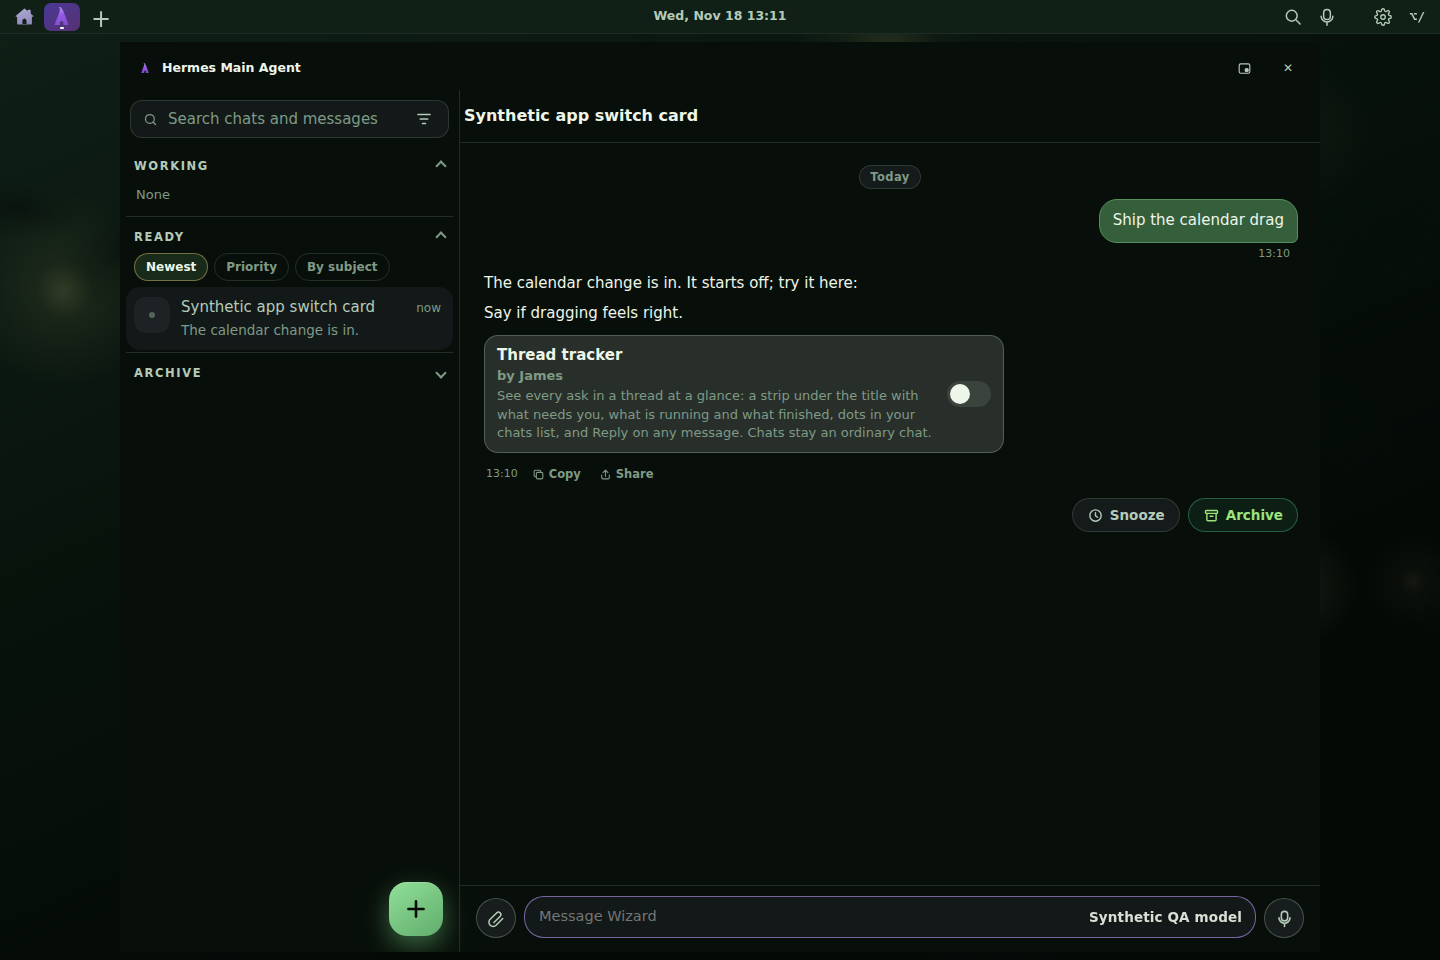 Wed, Nov 18 13:11
⌥/
Hermes Main Agent
Search chats and messages
WORKING
None
READY
Newest
Priority
By subject
Synthetic app switch card
now
The calendar change is in.
ARCHIVE
Synthetic app switch card
Today
Ship the calendar drag
13:10
The calendar change is in. It starts off; try it here:
Say if dragging feels right.
Thread tracker
by James
See every ask in a thread at a glance: a strip under the title with
what needs you, what is running and what finished, dots in your
chats list, and Reply on any message. Chats stay an ordinary chat.
13:10
Copy
Share
Snooze
Archive
Message Wizard
Synthetic QA model